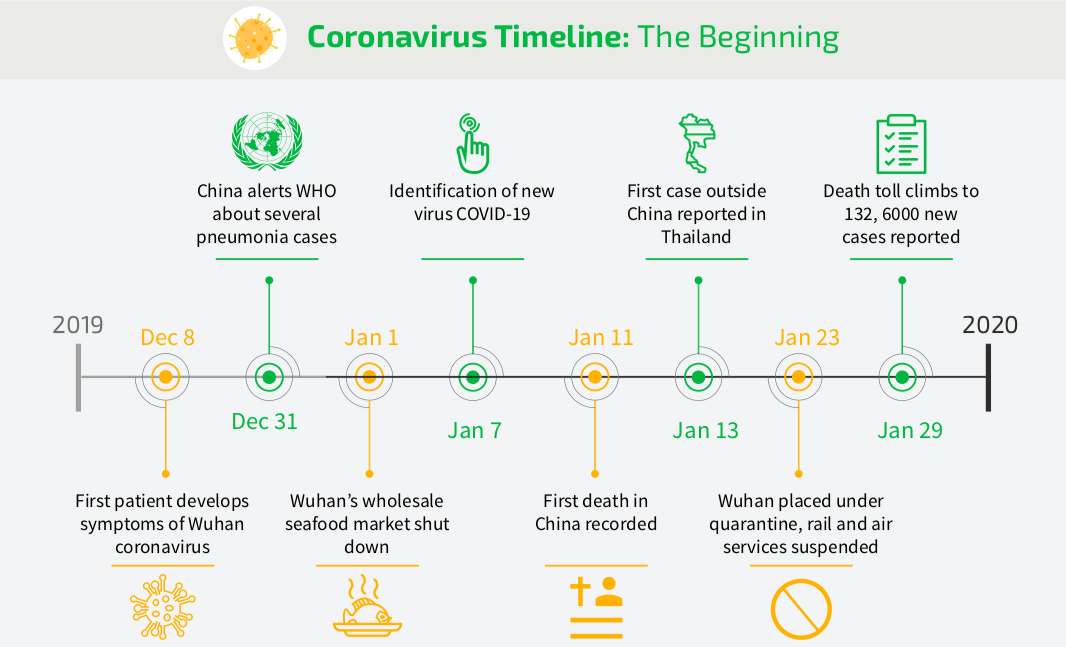 Coronavirus Timeline: The Beginning
China alerts WHO
about several
pneumonia cases
Identification of new
virus COVID-19
First case outside
China reported in
Thailand
Death toll climbs to
132, 6000 new
cases reported
2019
Dec 8
Dec 31
Jan 1
Jan 7
Jan 11
Jan 13
Jan 23
Jan 29
2020
First patient develops
symptoms of Wuhan
coronavirus
Wuhan’s wholesale
seafood market shut
down
First death in
China recorded
Wuhan placed under
quarantine, rail and air
services suspended